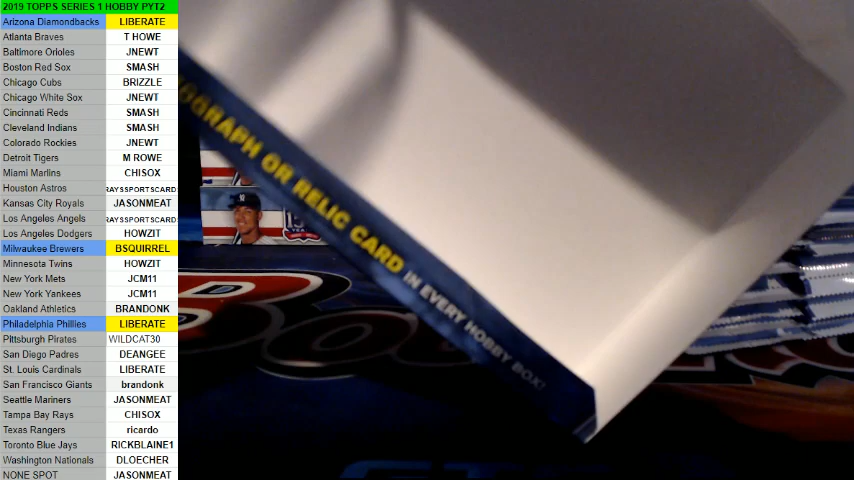 2019 TOPPS SERIES 1 HOBBY PYT2
Arizona Diamondbacks LIBERATE
Atlanta Braves T HOWE
Baltimore Orioles JNEWT
Boston Red Sox SMASH
Chicago Cubs BRIZZLE
Chicago White Sox JNEWT
Cincinnati Reds SMASH
Cleveland Indians SMASH
Colorado Rockies JNEWT
Detroit Tigers M ROWE
Miami Marlins CHISOX
Houston Astros RAYSSPORTSCARD
Kansas City Royals JASONMEAT
Los Angeles Angels RAYSSPORTSCARD
Los Angeles Dodgers HOWZIT
Milwaukee Brewers BSQUIRREL
Minnesota Twins HOWZIT
New York Mets JCM11
New York Yankees JCM11
Oakland Athletics BRANDONK
Philadelphia Phillies LIBERATE
Pittsburgh Pirates WILDCAT30
San Diego Padres DEANGEE
St. Louis Cardinals LIBERATE
San Francisco Giants brandonk
Seattle Mariners JASONMEAT
Tampa Bay Rays CHISOX
Texas Rangers ricardo
Toronto Blue Jays RICKBLAINE1
Washington Nationals DLOECHER
NONE SPOT JASONMEAT
OGRAPH OR RELIC CARD IN EVERY HOBBY BOX!